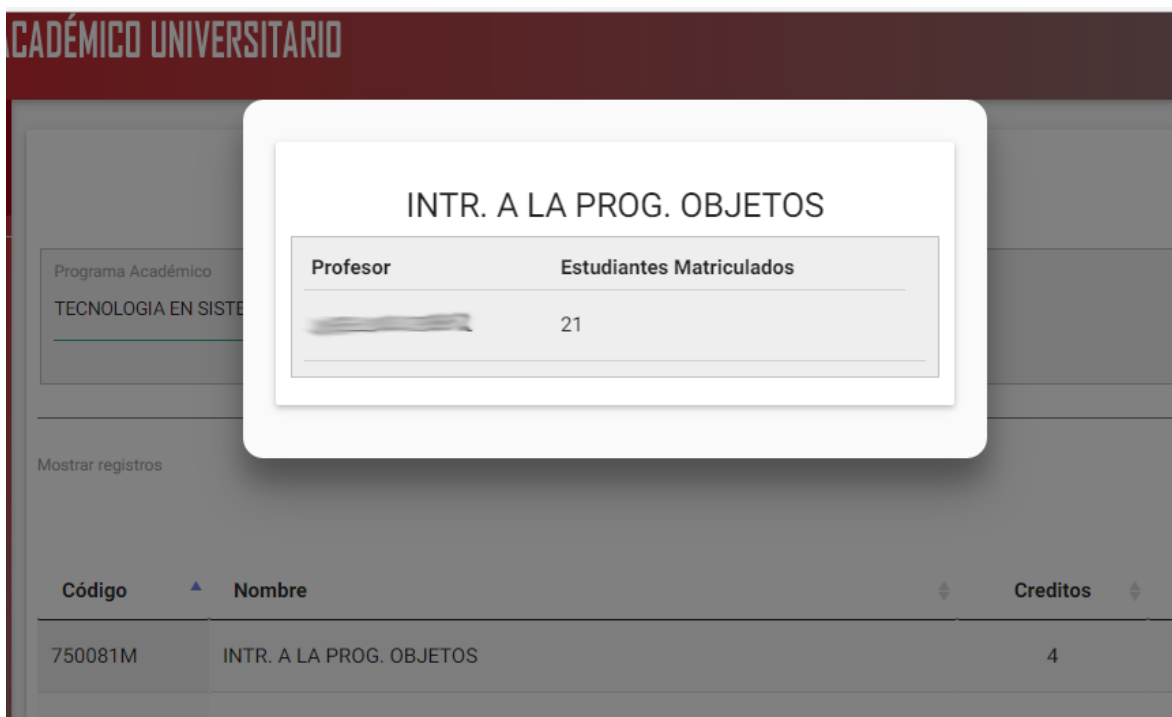 ACADÉMICO UNIVERSITARIO
INTR. A LA PROG. OBJETOS
Profesor Estudiantes Matriculados
21
Programa Académico
TECNOLOGIA EN SISTE
Mostrar registros
Código Nombre Creditos
750081M INTR. A LA PROG. OBJETOS 4